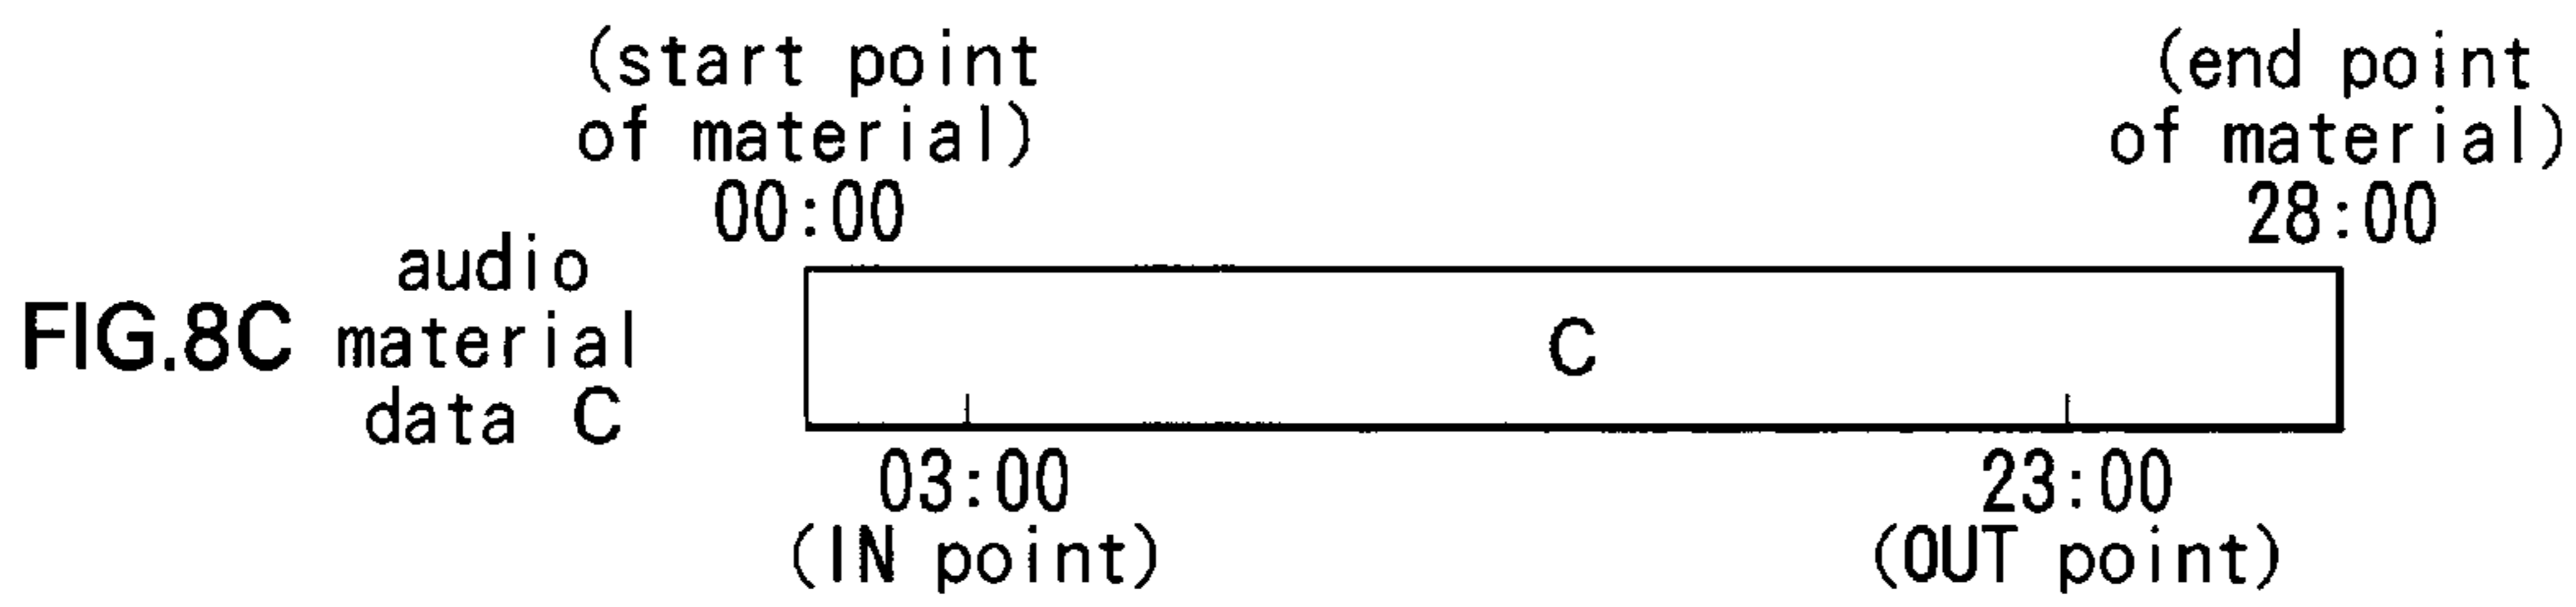 (start point
of material)
00:00
(end point
of material)
28:00
FIG.8C
audio
material
data C
C
03:00
(IN point)
23:00
(OUT point)